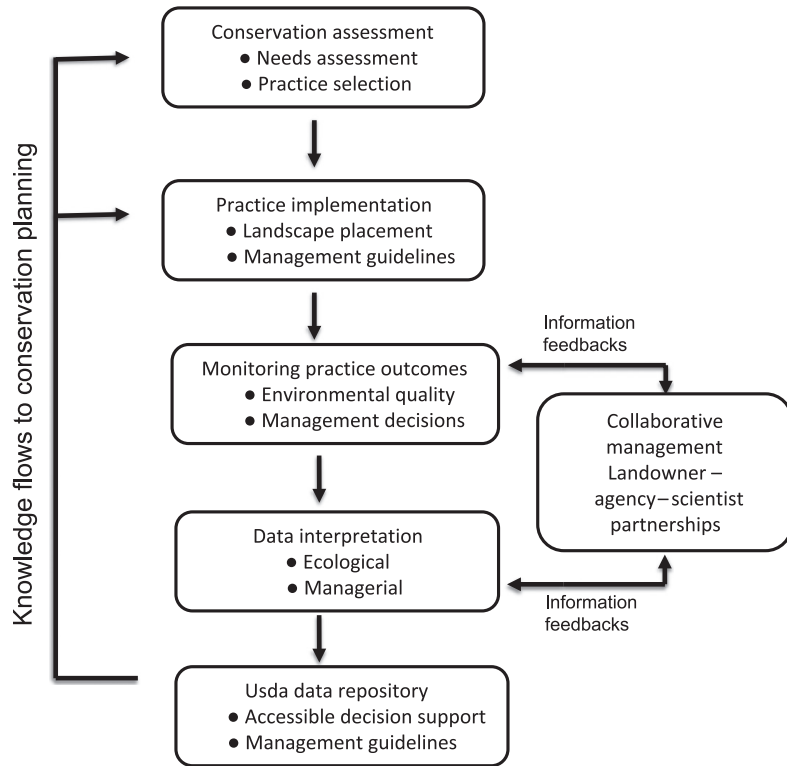 Conservation assessment
● Needs assessment
● Practice selection
Practice implementation
● Landscape placement
● Management guidelines
Monitoring practice outcomes
● Environmental quality
● Management decisions
Data interpretation
● Ecological
● Managerial
Usda data repository
● Accessible decision support
● Management guidelines
Information
feedbacks
Collaborative
management
Landowner –
agency–scientist
partnerships
Information
feedbacks
Knowledge flows to conservation planning